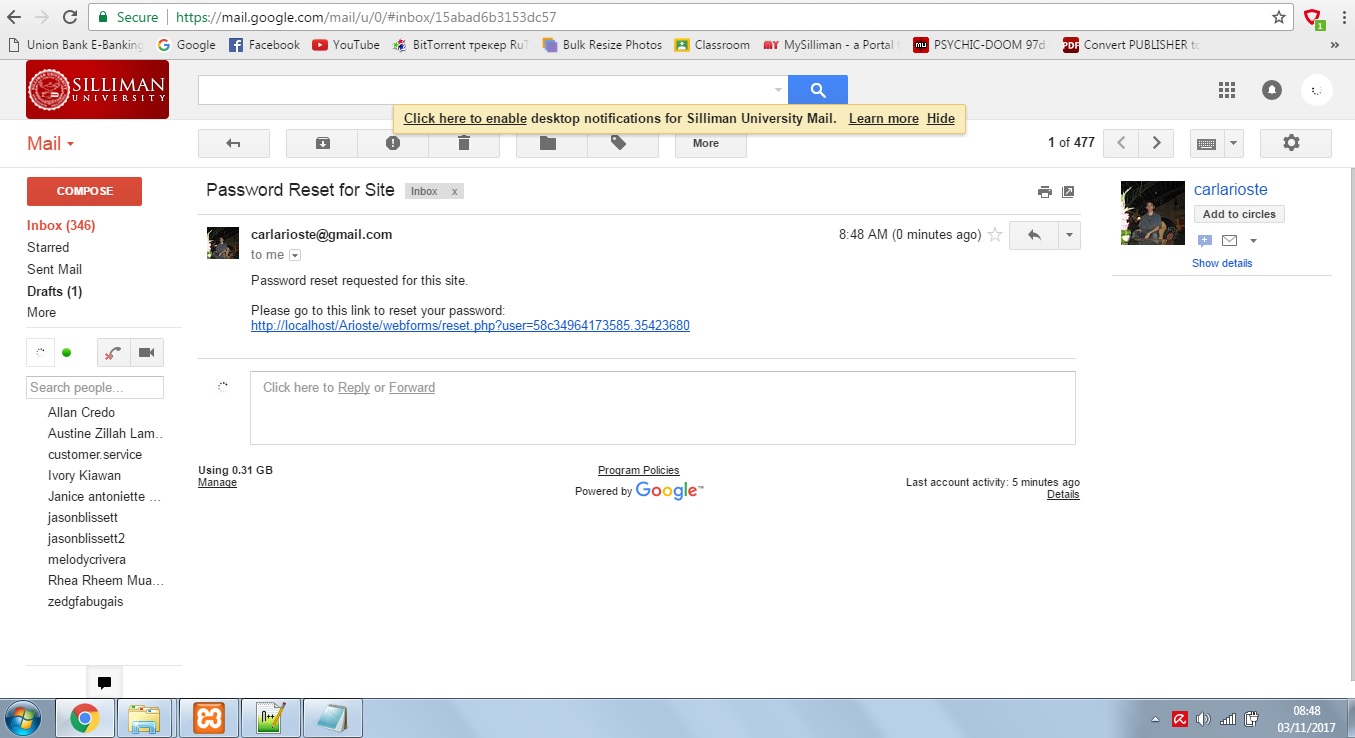 Secure https://mail.google.com/mail/u/0/#inbox/15abad6b3153dc57
Union Bank E-Banking Google Facebook YouTube BitTorrent трекер RuT Bulk Resize Photos Classroom MySilliman - a Portal PSYCHIC-DOOM 97d Convert PUBLISHER to »
SILLIMAN
UNIVERSITY
Click here to enable desktop notifications for Silliman University Mail. Learn more Hide
Mail
More
1 of 477
COMPOSE
Inbox (346)
Starred
Sent Mail
Drafts (1)
More
Search people...
Allan Credo
Austine Zillah Lam..
customer.service
Ivory Kiawan
Janice antoniette ...
jasonblissett
jasonblissett2
melodycrivera
Rhea Rheem Mua...
zedgfabugais
Password Reset for Site Inbox x
carlarioste@gmail.com 8:48 AM (0 minutes ago)
to me
Password reset requested for this site.
Please go to this link to reset your password:
http://localhost/Arioste/webforms/reset.php?user=58c34964173585.35423680
Click here to Reply or Forward
Using 0.31 GB
Manage
Program Policies
Powered by Google™
Last account activity: 5 minutes ago
Details
carlarioste
Add to circles
Show details
08:48
03/11/2017